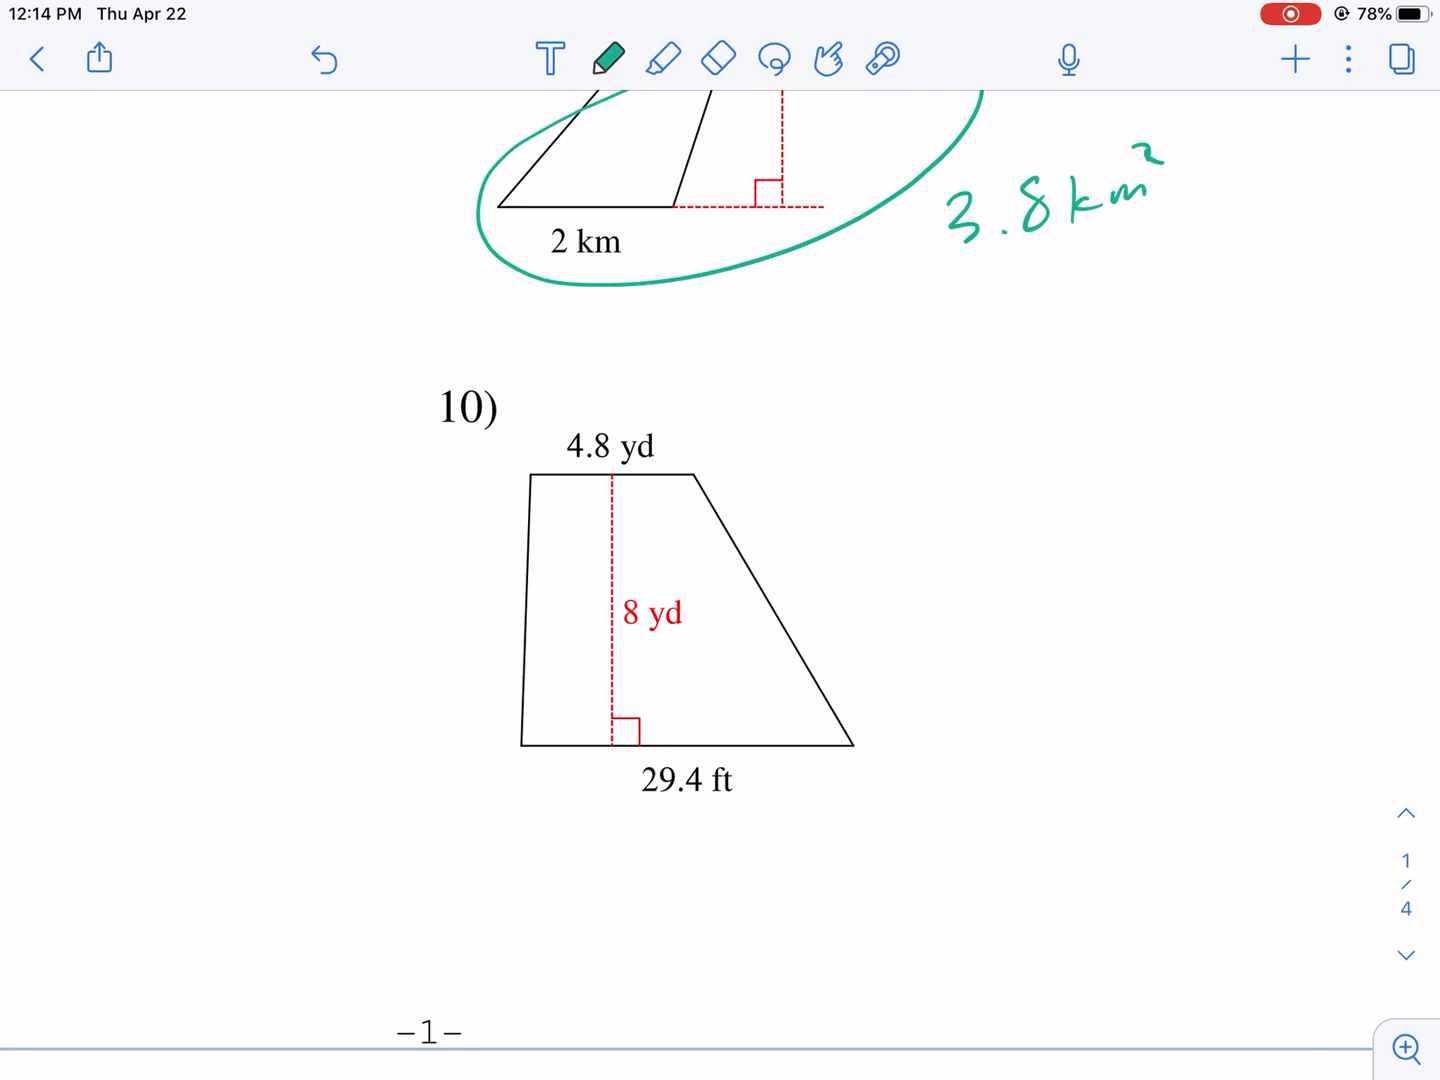 12:14 PM Thu Apr 22
78%
T
3.8 km²
2 km
10)
4.8 yd
8 yd
29.4 ft
1
/
4
-1-